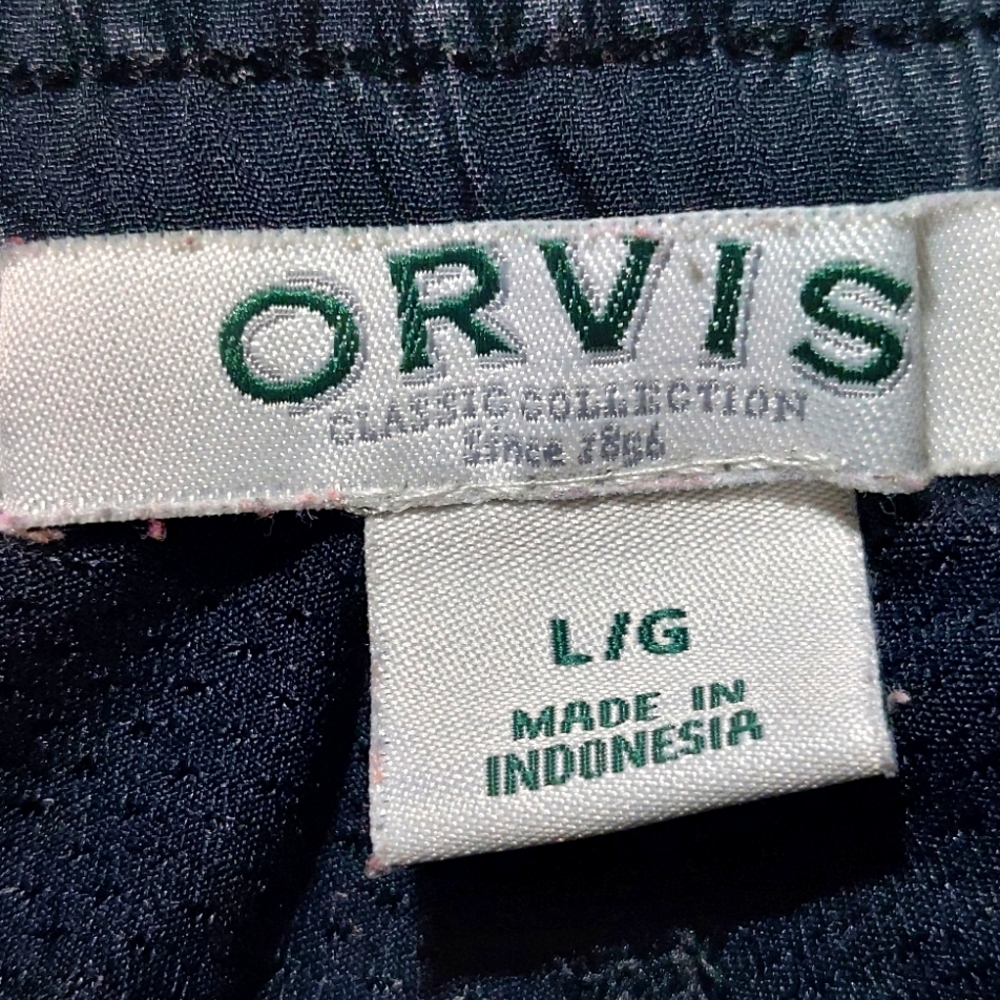 ORVIS
CLASSIC COLLECTION
Since 1856
L/G
MADE IN
INDONESIA